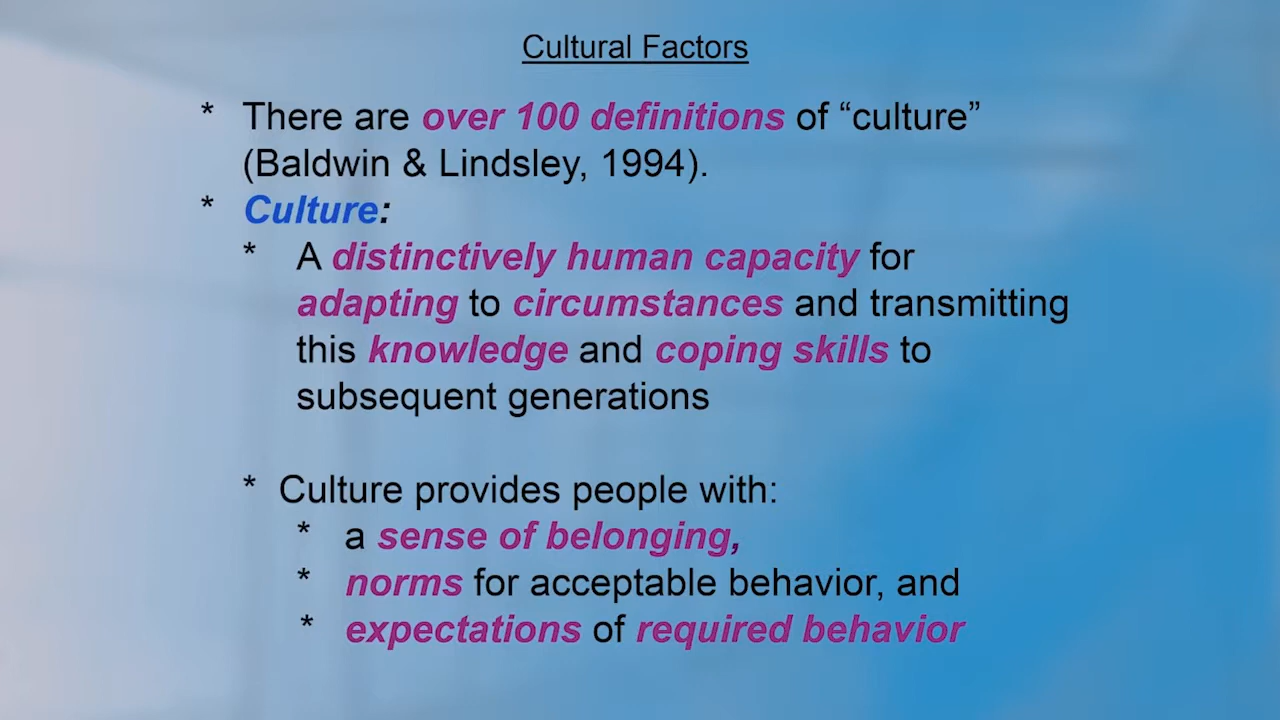 Cultural Factors
* There are over 100 definitions of “culture”
(Baldwin & Lindsley, 1994).
* Culture:
* A distinctively human capacity for
adapting to circumstances and transmitting
this knowledge and coping skills to
subsequent generations
* Culture provides people with:
* a sense of belonging,
* norms for acceptable behavior, and
* expectations of required behavior